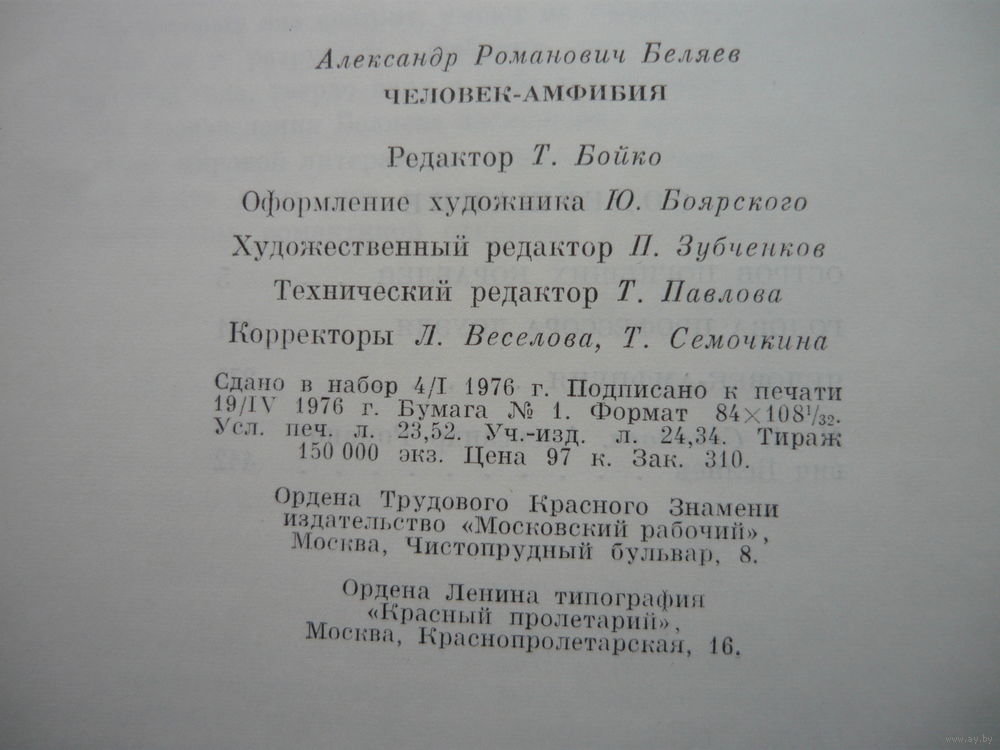 Александр Романович Беляев
ЧЕЛОВЕК-АМФИБИЯ
Редактор Т. Бойко
Оформление художника Ю. Боярского
Художественный редактор П. Зубченков
Технический редактор Т. Павлова
Корректоры Л. Веселова, Т. Семочкина
Сдано в набор 4/I 1976 г. Подписано к печати
19/IV 1976 г. Бумага № 1. Формат 84×108¹/₃₂.
Усл. печ. л. 23,52. Уч.-изд. л. 24,34. Тираж
150 000 экз. Цена 97 к. Зак. 310.
Ордена Трудового Красного Знамени
издательство «Московский рабочий»,
Москва, Чистопрудный бульвар, 8.
Ордена Ленина типография
«Красный пролетарий»,
Москва, Краснопролетарская, 16.
www.ay.by